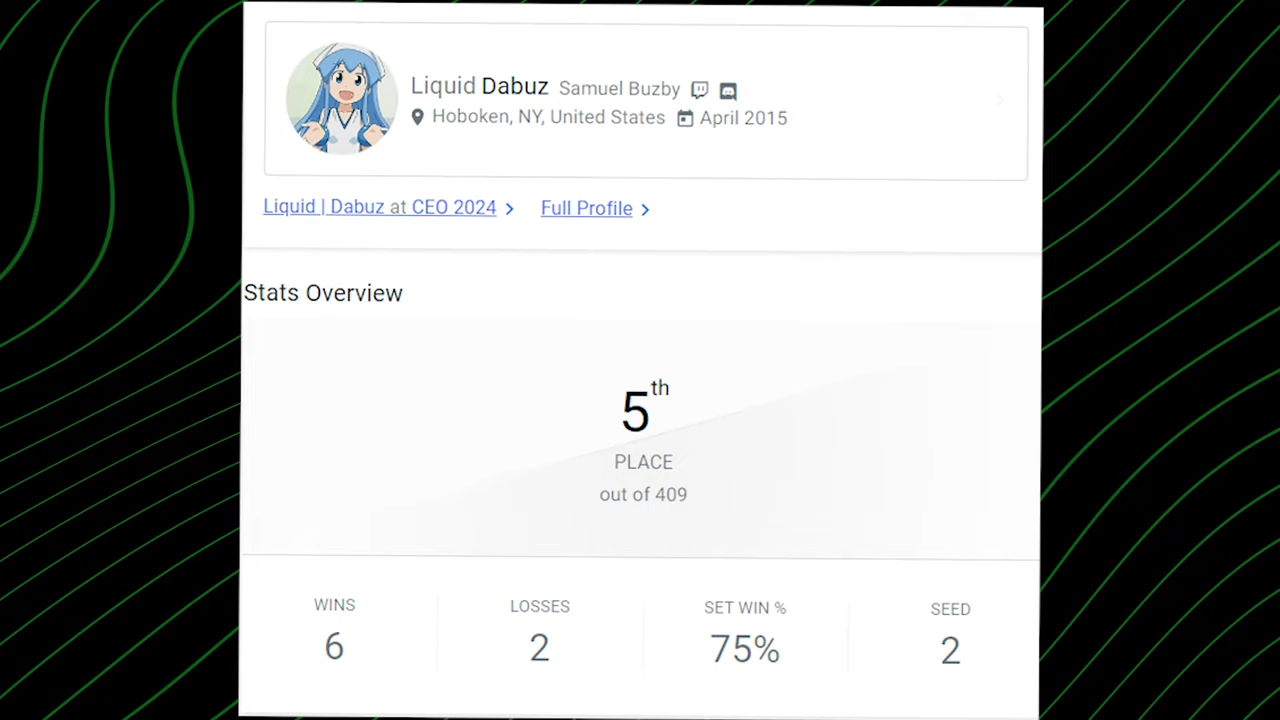 Liquid Dabuz Samuel Buzby
Hoboken, NY, United States April 2015
Liquid | Dabuz at CEO 2024 Full Profile
Stats Overview
5th
PLACE
out of 409
WINS LOSSES SET WIN % SEED
6 2 75% 2